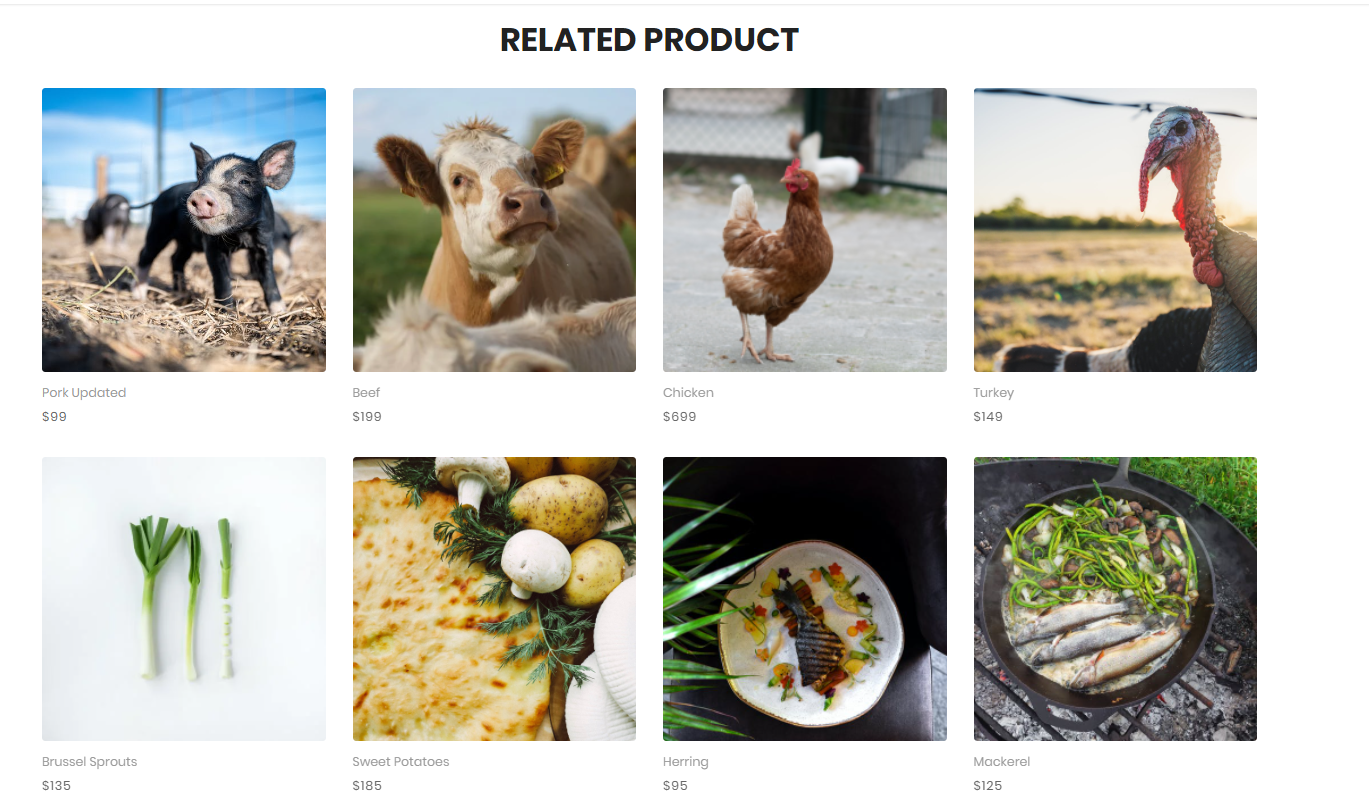 RELATED PRODUCT
Pork Updated
$99
Beef
$199
Chicken
$699
Turkey
$149
Brussel Sprouts
$135
Sweet Potatoes
$185
Herring
$95
Mackerel
$125